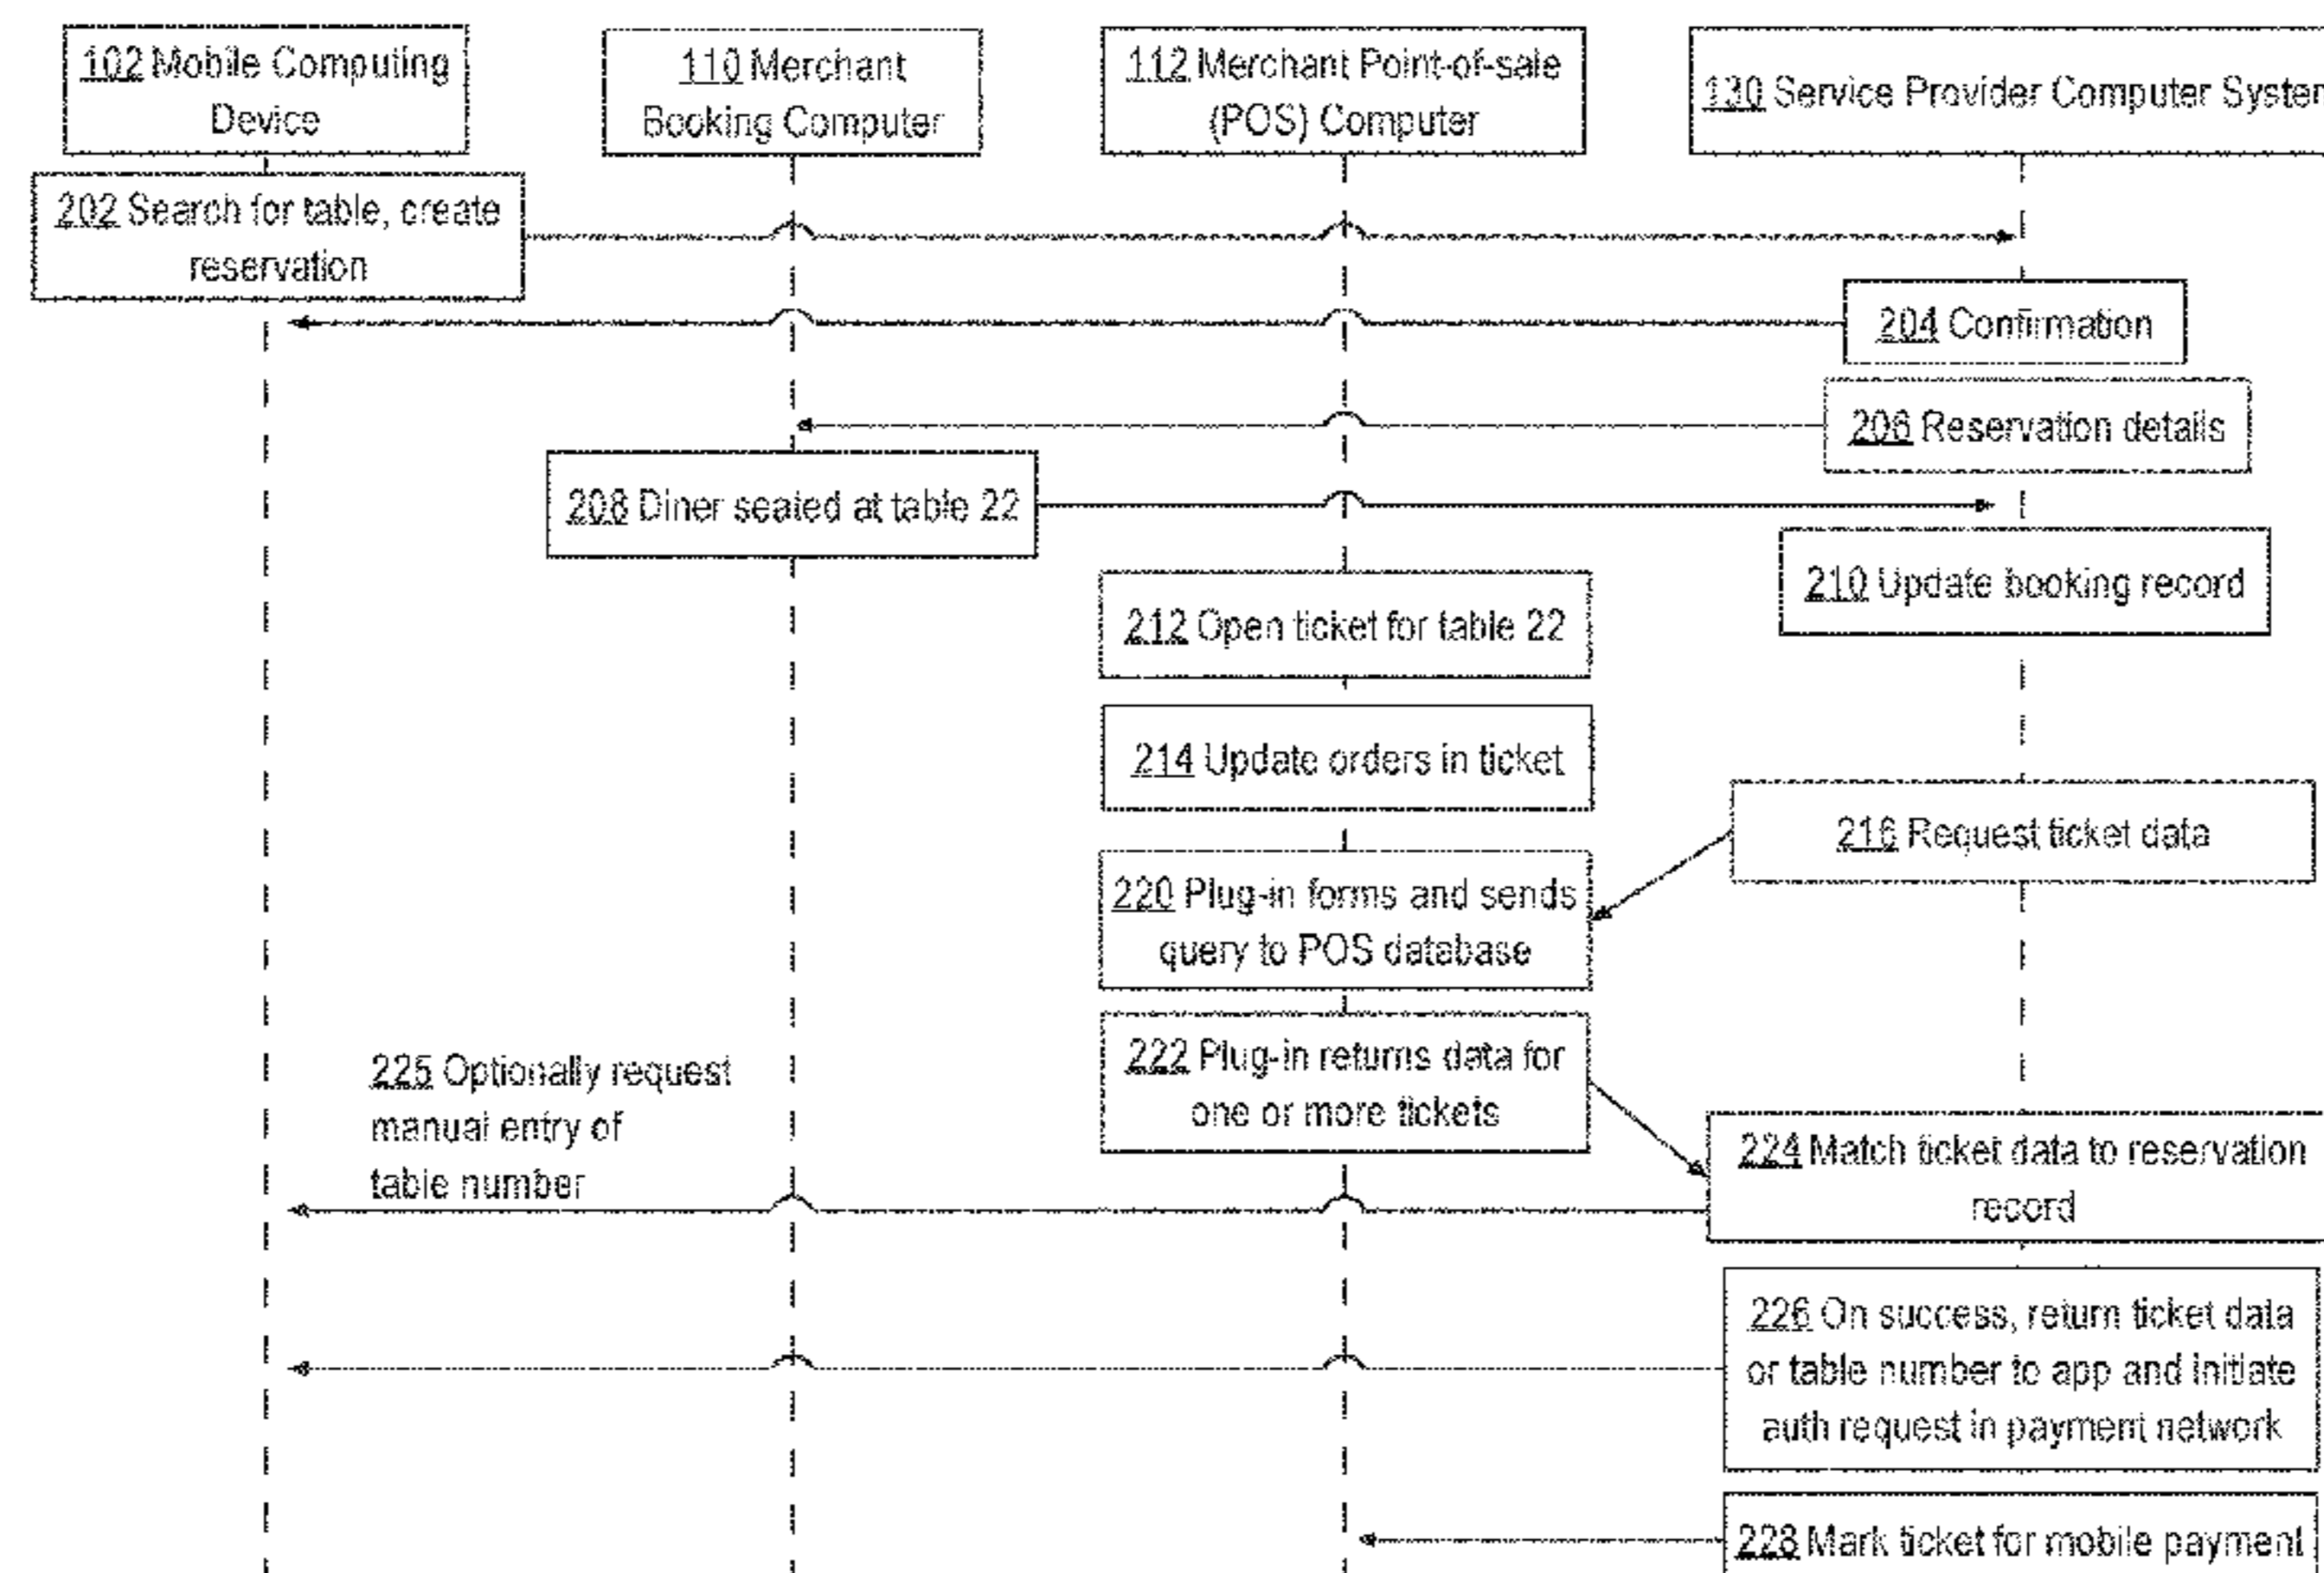 102 Mobile Computing
Device
110 Merchant
Booking Computer
112 Merchant Point-of-sale
(POS) Computer
130 Service Provider Computer System
202 Search for table, create
reservation
204 Confirmation
206 Reservation details
208 Diner seated at table 22
210 Update booking record
212 Open ticket for table 22
214 Update orders in ticket
216 Request ticket data
220 Plug-in forms and sends
query to POS database
222 Plug-in returns data for
one or more tickets
225 Optionally request
manual entry of
table number
224 Match ticket data to reservation
record
226 On success, return ticket data
or table number to app and initiate
auth request in payment network
228 Mark ticket for mobile payment